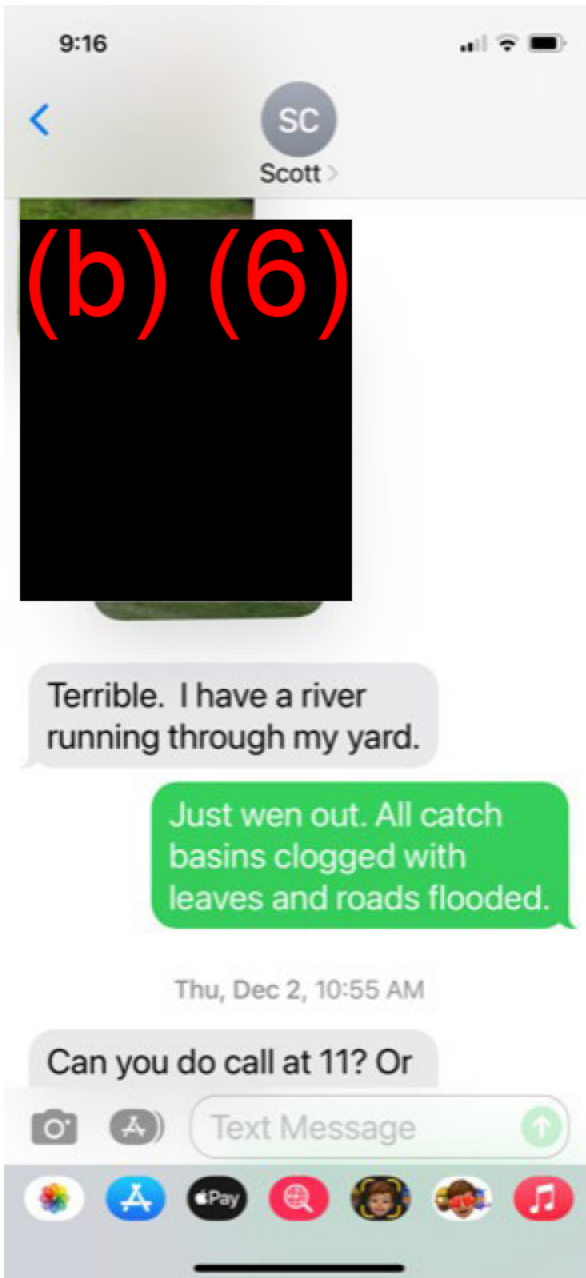 9:16
SC
Scott
(b) (6)
Terrible. I have a river
running through my yard.
Just wen out. All catch
basins clogged with
leaves and roads flooded.
Thu, Dec 2, 10:55 AM
Can you do call at 11? Or
Text Message
Pay